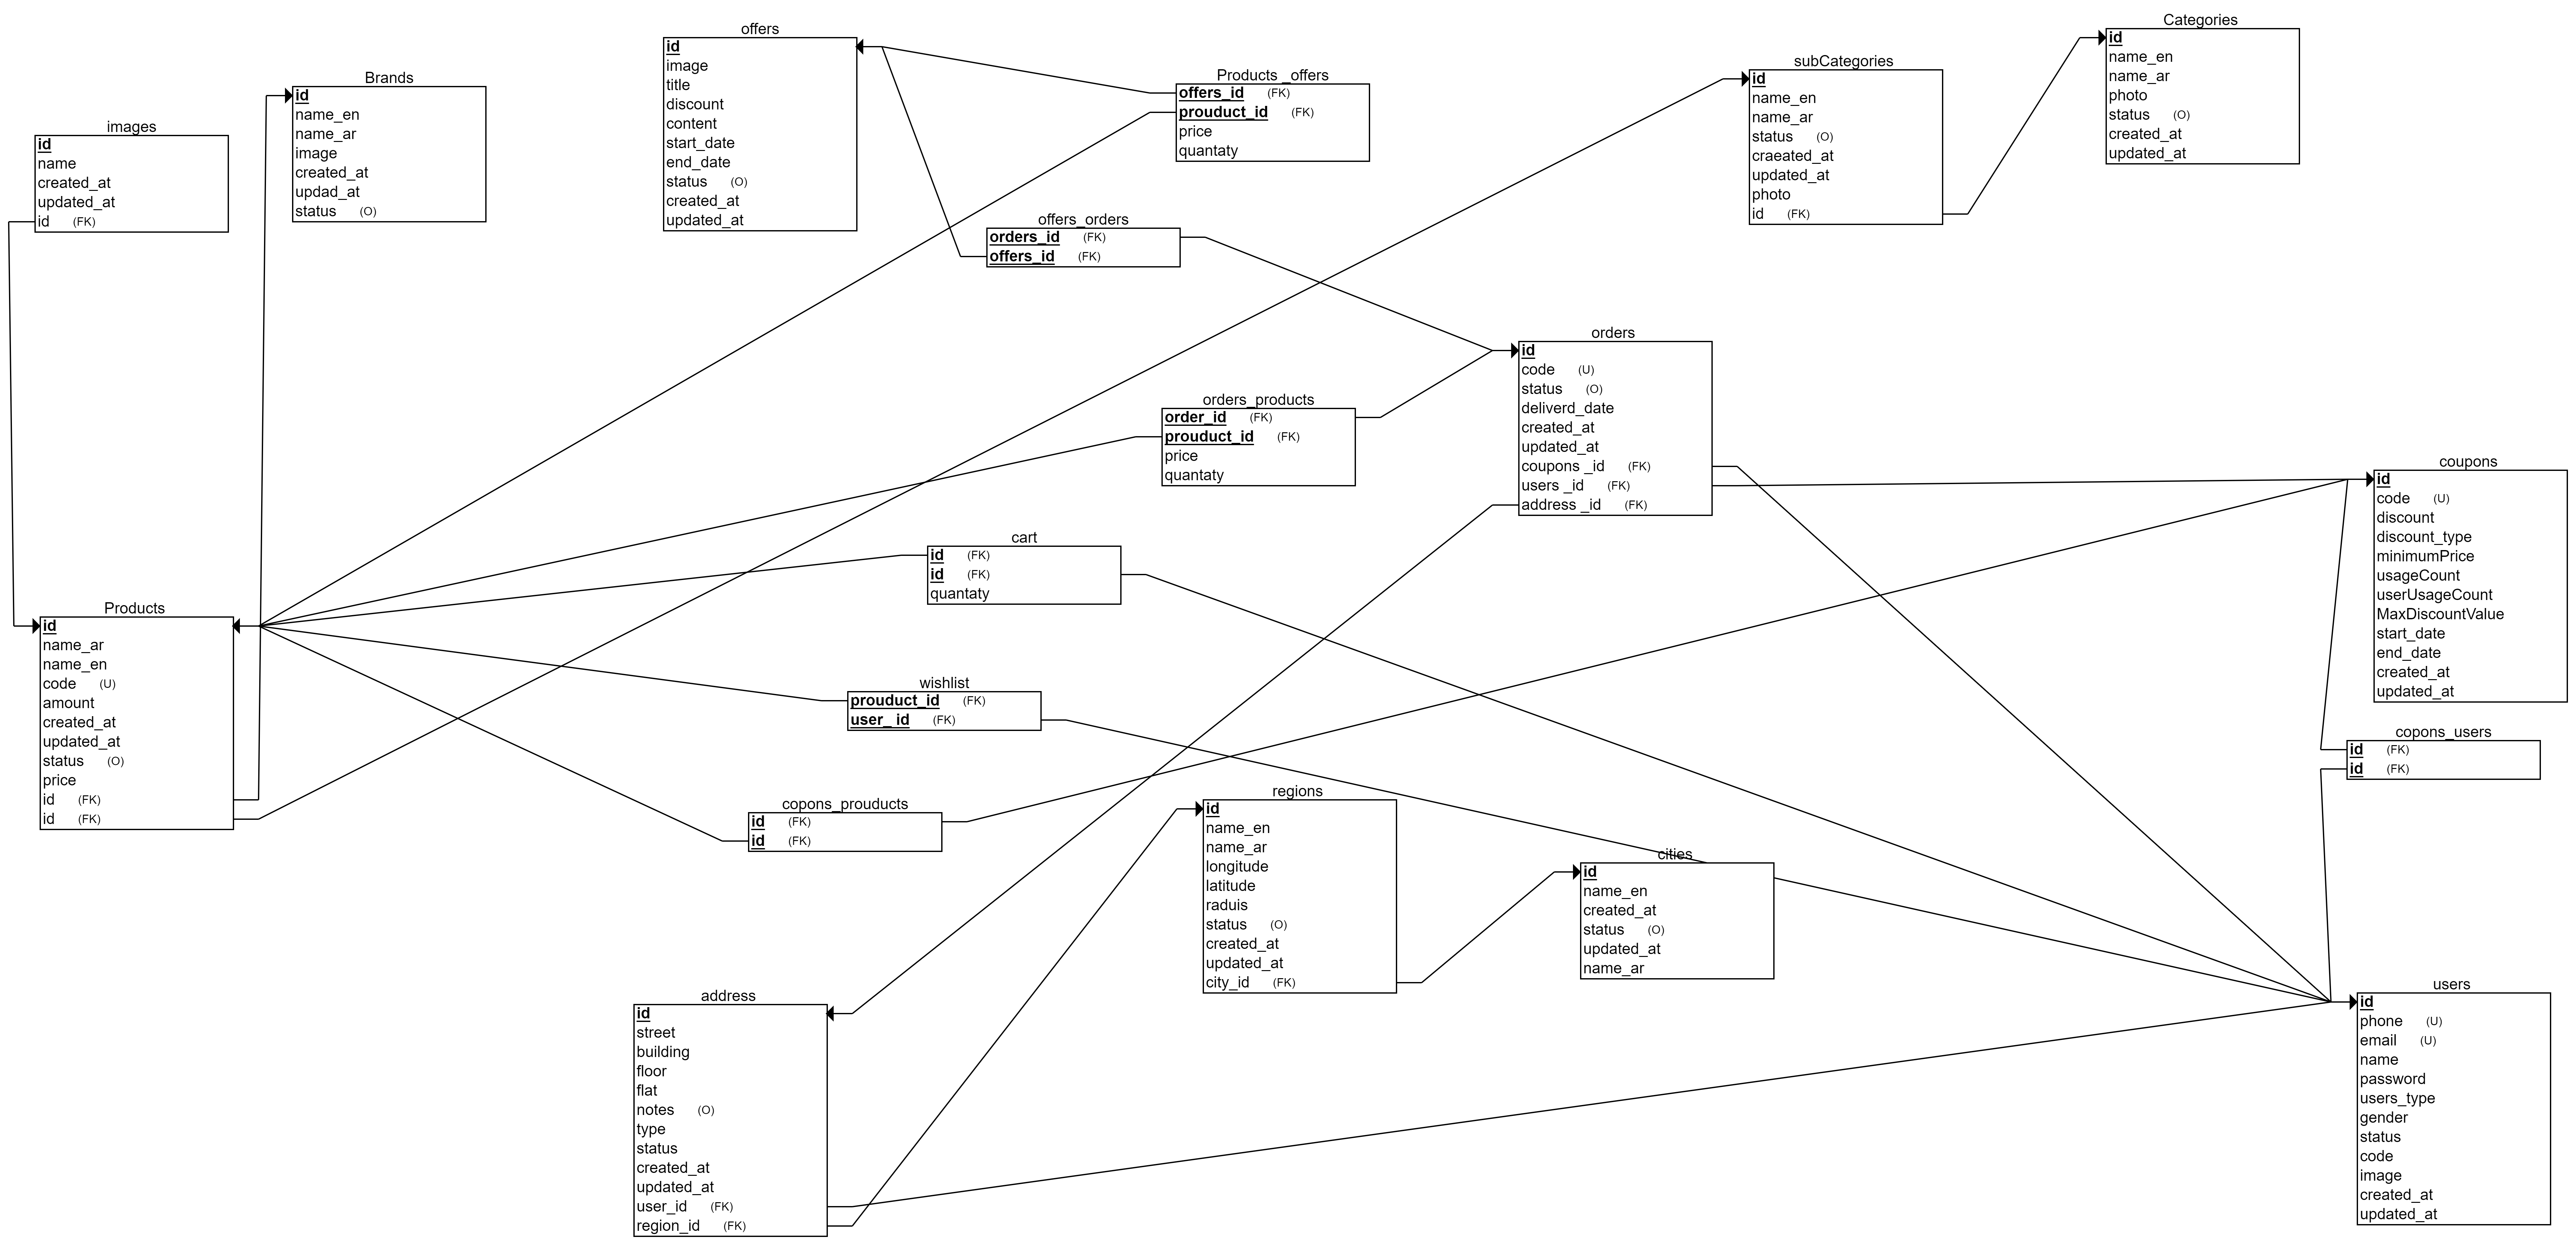 offers
id
image
title
discount
content
start_date
end_date
status (O)
created_at
updated_at
Categories
id
name_en
name_ar
photo
status (O)
created_at
updated_at
Brands
id
name_en
name_ar
image
created_at
updad_at
status (O)
Products _offers
offers_id (FK)
prouduct_id (FK)
price
quantaty
subCategories
id
name_en
name_ar
status (O)
craeated_at
updated_at
photo
id (FK)
images
id
name
created_at
updated_at
id (FK)
offers_orders
orders_id (FK)
offers_id (FK)
orders
id
code (U)
status (O)
deliverd_date
created_at
updated_at
coupons _id (FK)
users _id (FK)
address _id (FK)
orders_products
order_id (FK)
prouduct_id (FK)
price
quantaty
coupons
id
code (U)
discount
discount_type
minimumPrice
usageCount
userUsageCount
MaxDiscountValue
start_date
end_date
created_at
updated_at
cart
id (FK)
id (FK)
quantaty
Products
id
name_ar
name_en
code (U)
amount
created_at
updated_at
status (O)
price
id (FK)
id (FK)
wishlist
prouduct_id (FK)
user_ id (FK)
copons_users
id (FK)
id (FK)
copons_prouducts
id (FK)
id (FK)
regions
id
name_en
name_ar
longitude
latitude
raduis
status (O)
created_at
updated_at
city_id (FK)
cities
id
name_en
created_at
status (O)
updated_at
name_ar
address
id
street
building
floor
flat
notes (O)
type
status
created_at
updated_at
user_id (FK)
region_id (FK)
users
id
phone (U)
email (U)
name
password
users_type
gender
status
code
image
created_at
updated_at